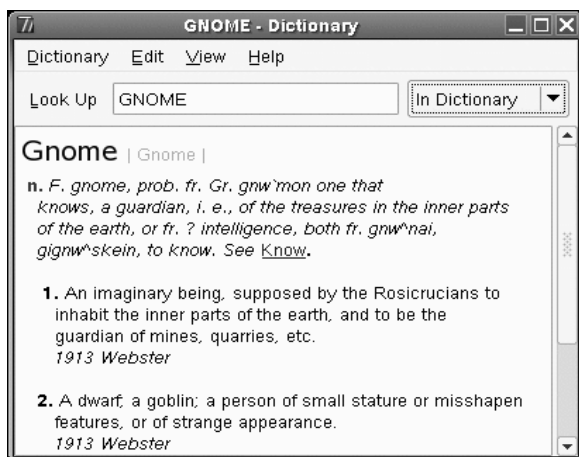 GNOME - Dictionary
Dictionary Edit View Help
Look Up GNOME In Dictionary
Gnome | Gnome |
n. F. gnome, prob. fr. Gr. gnw`mon one that
knows, a guardian, i. e., of the treasures in the inner parts
of the earth, or fr. ? intelligence, both fr. gnw^nai,
gignw^skein, to know. See Know.
1. An imaginary being, supposed by the Rosicrucians to
inhabit the inner parts of the earth, and to be the
guardian of mines, quarries, etc.
1913 Webster
2. A dwarf; a goblin; a person of small stature or misshapen
features, or of strange appearance.
1913 Webster